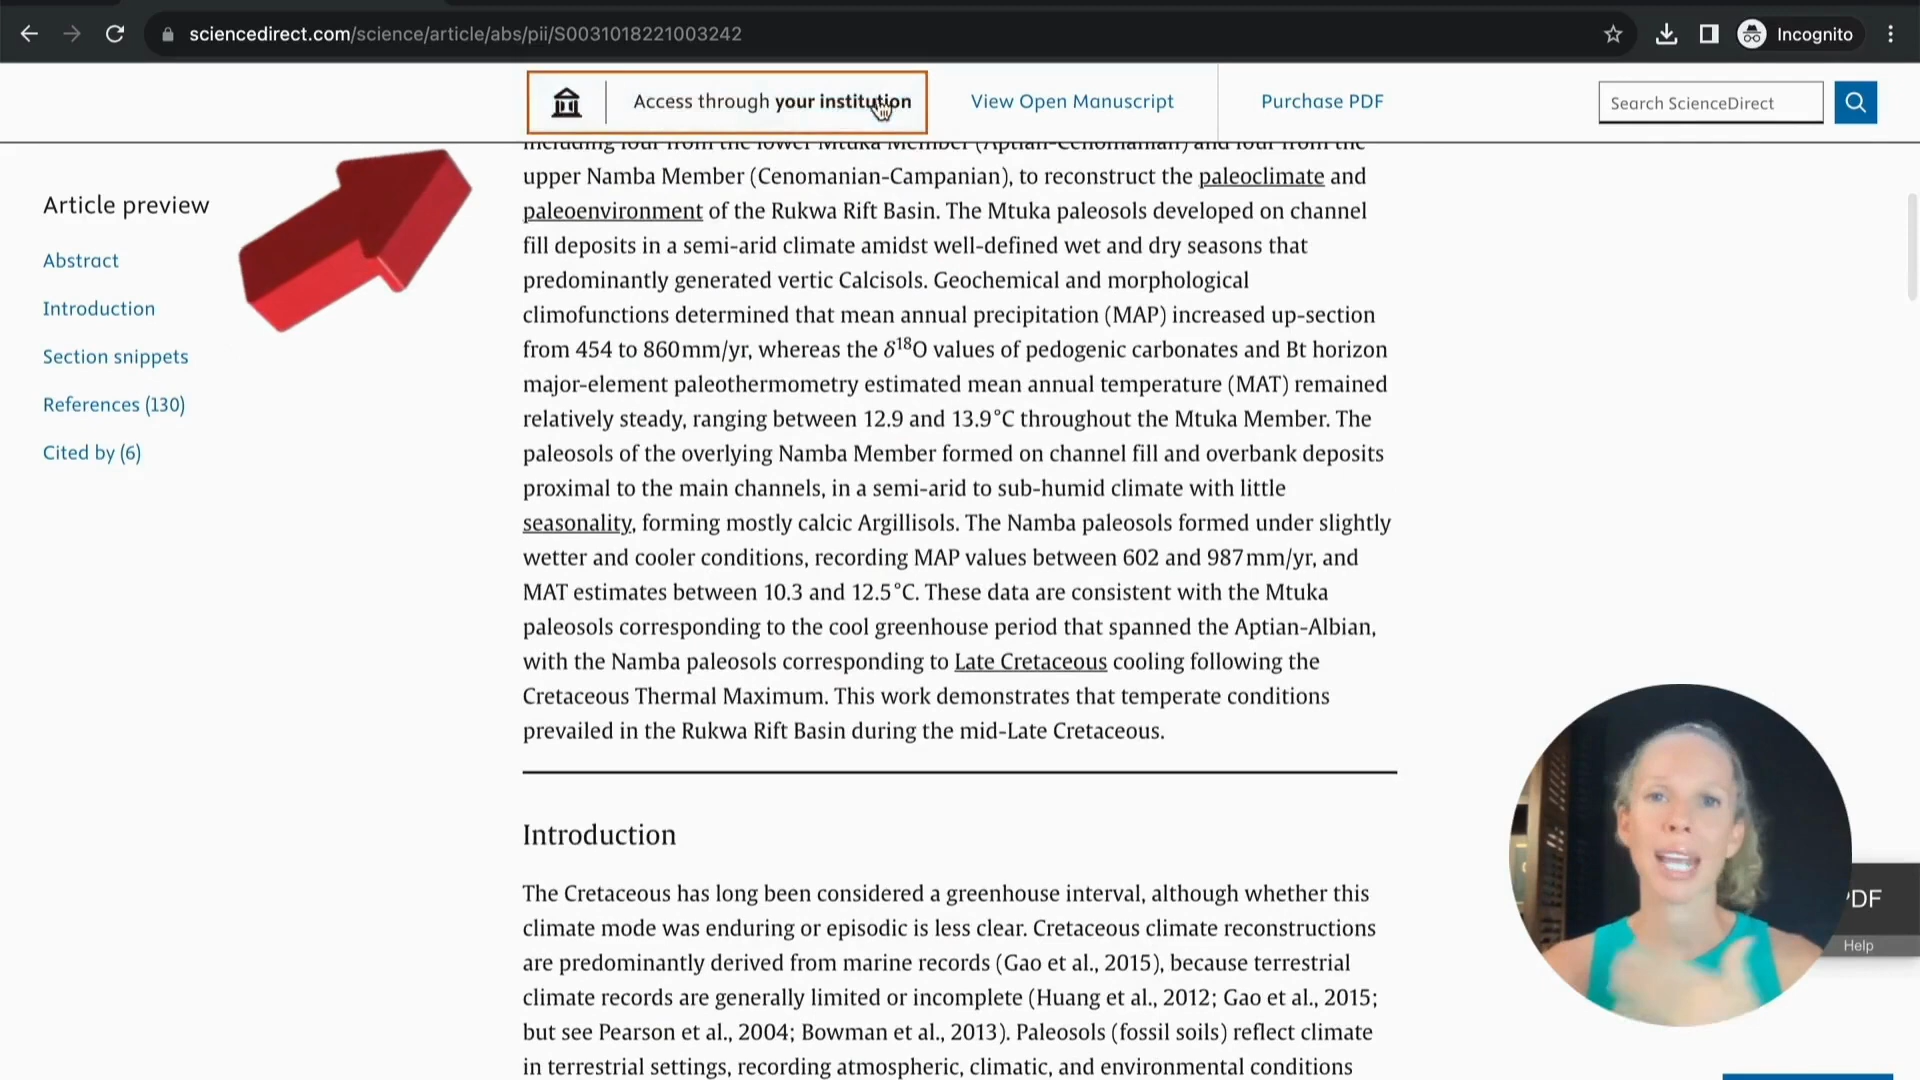 sciencedirect.com/science/article/abs/pii/S0031018221003242
Incognito
Access through your institution
View Open Manuscript
Purchase PDF
Search ScienceDirect
Article preview
Abstract
Introduction
Section snippets
References (130)
Cited by (6)
including four from the lower Mtuka Member (Aptian-Cenomanian) and four from the
upper Namba Member (Cenomanian-Campanian), to reconstruct the paleoclimate and
paleoenvironment of the Rukwa Rift Basin. The Mtuka paleosols developed on channel
fill deposits in a semi-arid climate amidst well-defined wet and dry seasons that
predominantly generated vertic Calcisols. Geochemical and morphological
climofunctions determined that mean annual precipitation (MAP) increased up-section
from 454 to 860 mm/yr, whereas the δ¹⁸O values of pedogenic carbonates and Bt horizon
major-element paleothermometry estimated mean annual temperature (MAT) remained
relatively steady, ranging between 12.9 and 13.9 °C throughout the Mtuka Member. The
paleosols of the overlying Namba Member formed on channel fill and overbank deposits
proximal to the main channels, in a semi-arid to sub-humid climate with little
seasonality, forming mostly calcic Argillisols. The Namba paleosols formed under slightly
wetter and cooler conditions, recording MAP values between 602 and 987 mm/yr, and
MAT estimates between 10.3 and 12.5 °C. These data are consistent with the Mtuka
paleosols corresponding to the cool greenhouse period that spanned the Aptian-Albian,
with the Namba paleosols corresponding to Late Cretaceous cooling following the
Cretaceous Thermal Maximum. This work demonstrates that temperate conditions
prevailed in the Rukwa Rift Basin during the mid-Late Cretaceous.
Introduction
The Cretaceous has long been considered a greenhouse interval, although whether this
climate mode was enduring or episodic is less clear. Cretaceous climate reconstructions
are predominantly derived from marine records (Gao et al., 2015), because terrestrial
climate records are generally limited or incomplete (Huang et al., 2012; Gao et al., 2015;
but see Pearson et al., 2004; Bowman et al., 2013). Paleosols (fossil soils) reflect climate
in terrestrial settings, recording atmospheric, climatic, and environmental conditions
PDF
Help